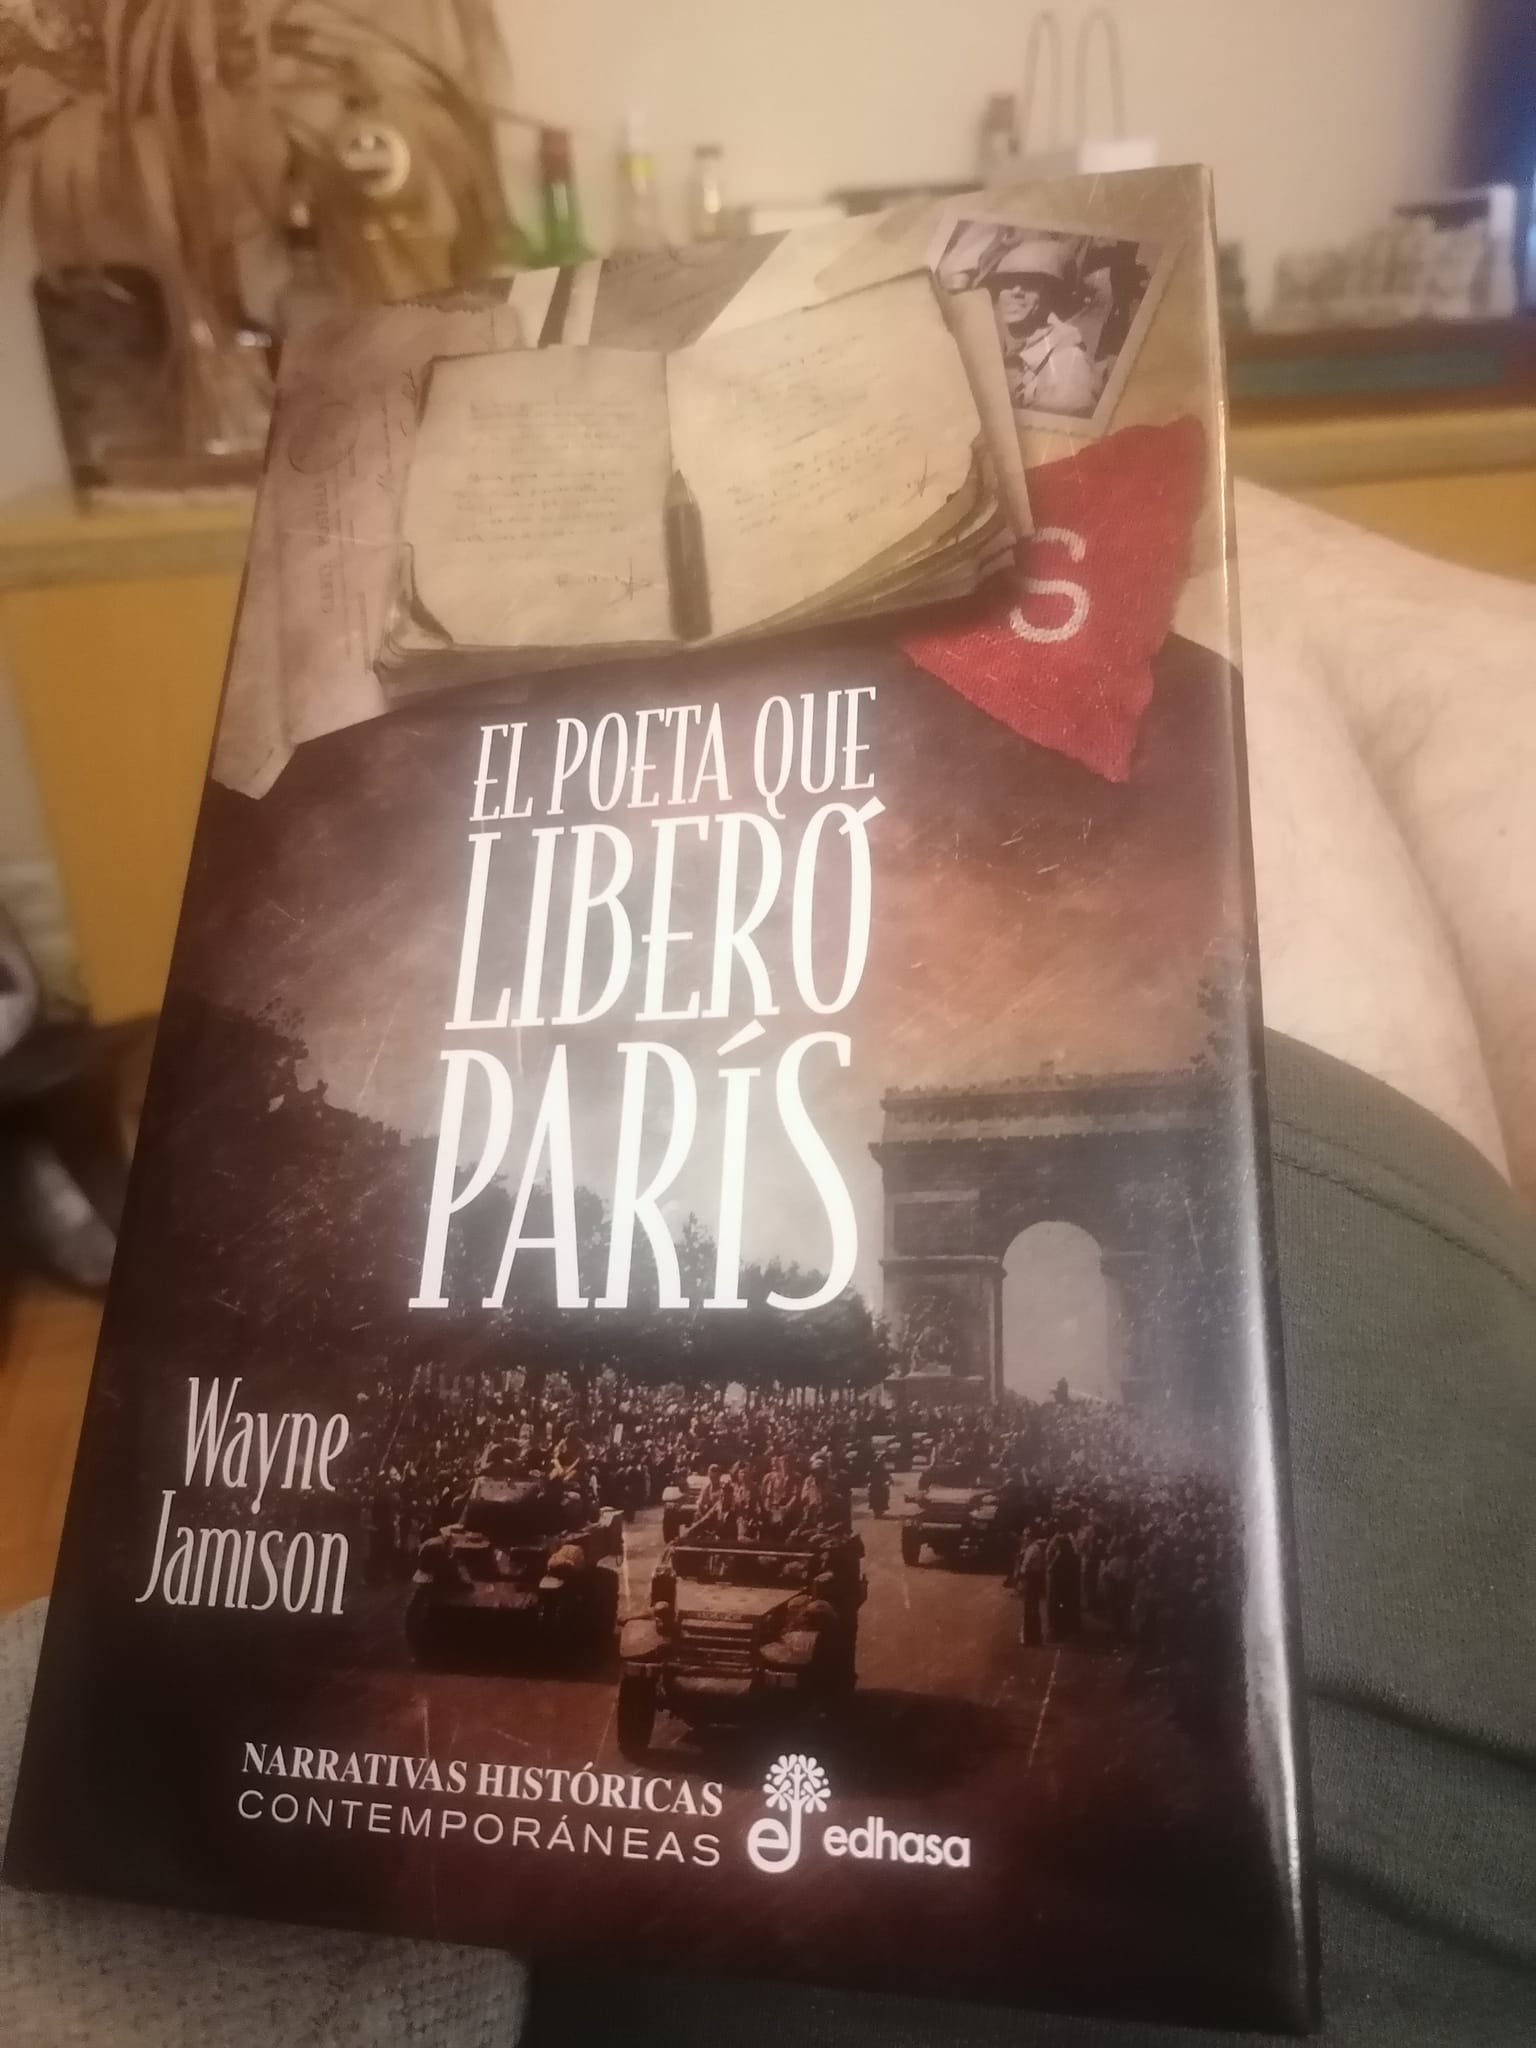 S
EL POETA QUE
LIBERÓ
PARÍS
Wayne
Jamison
NARRATIVAS HISTÓRICAS
CONTEMPORÁNEAS
edhasa